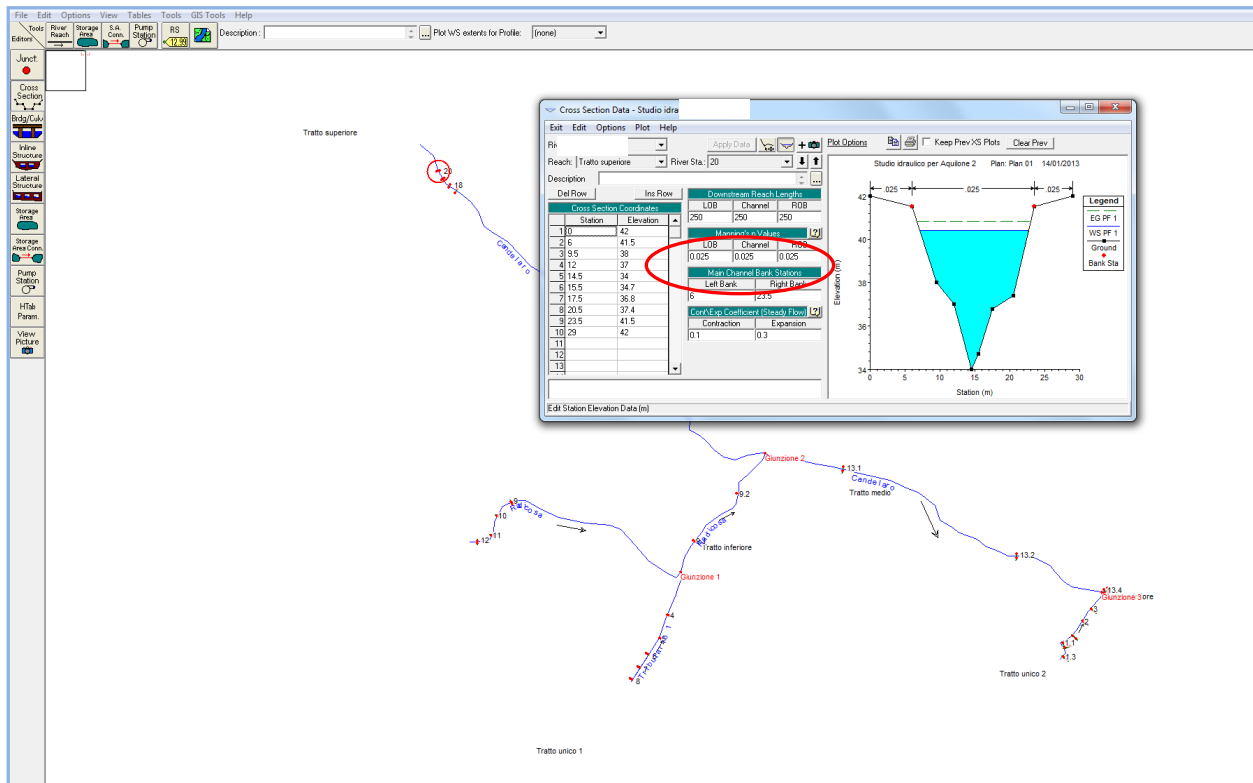 File Edit Options View Tables Tools GIS Tools Help
Tools
Editors
River
Reach
Storage
Area
S.A.
Conn.
Pump
Station
RS
12.99
Description :
...
Plot WS extents for Profile:
(none)
Junct.
Cross
Section
Brdg/Culv
Inline
Structure
Lateral
Structure
Storage
Area
Storage
Area Conn.
Pump
Station
HTab
Param.
View
Picture
Tratto superiore
20
18
Candelaro
Cross Section Data - Studio idra
Exit Edit Options Plot Help
Apply Data
Plot Options
Keep Prev XS Plots
Clear Prev
Reach: Tratto superiore River Sta.: 20
Description
...
Del Row Ins Row
Cross Section Coordinates
Station Elevation
1 0 42
2 6 41.5
3 9.5 38
4 12 37
5 14.5 34
6 15.5 34.7
7 17.5 36.8
8 20.5 37.4
9 23.5 41.5
10 29 42
11
12
13
Downstream Reach Lengths
LOB Channel ROB
250 250 250
Manning's n Values ?
LOB Channel ROB
0.025 0.025 0.025
Main Channel Bank Stations
Left Bank Right Bank
6 23.5
Cont\Exp Coefficient (Steady Flow) ?
Contraction Expansion
0.1 0.3
Edit Station Elevation Data (m)
Studio idraulico per Aquilone 2 Plan: Plan 01 14/01/2013
.025 .025 .025
42
40
38
36
34
Elevation (m)
0 5 10 15 20 25 30
Station (m)
Legend
EG PF 1
WS PF 1
Ground
Bank Sta
Giunzione 2
13.1
Candelaro
Tratto medio
9.2
9
Radicosa
10
11
12
Radicosa
Tratto inferiore
13.2
Giunzione 1
13.4
Giunzione 3
ore
4
3
2
1.1
1.3
8
Tratto unico 2
Tratto unico 1